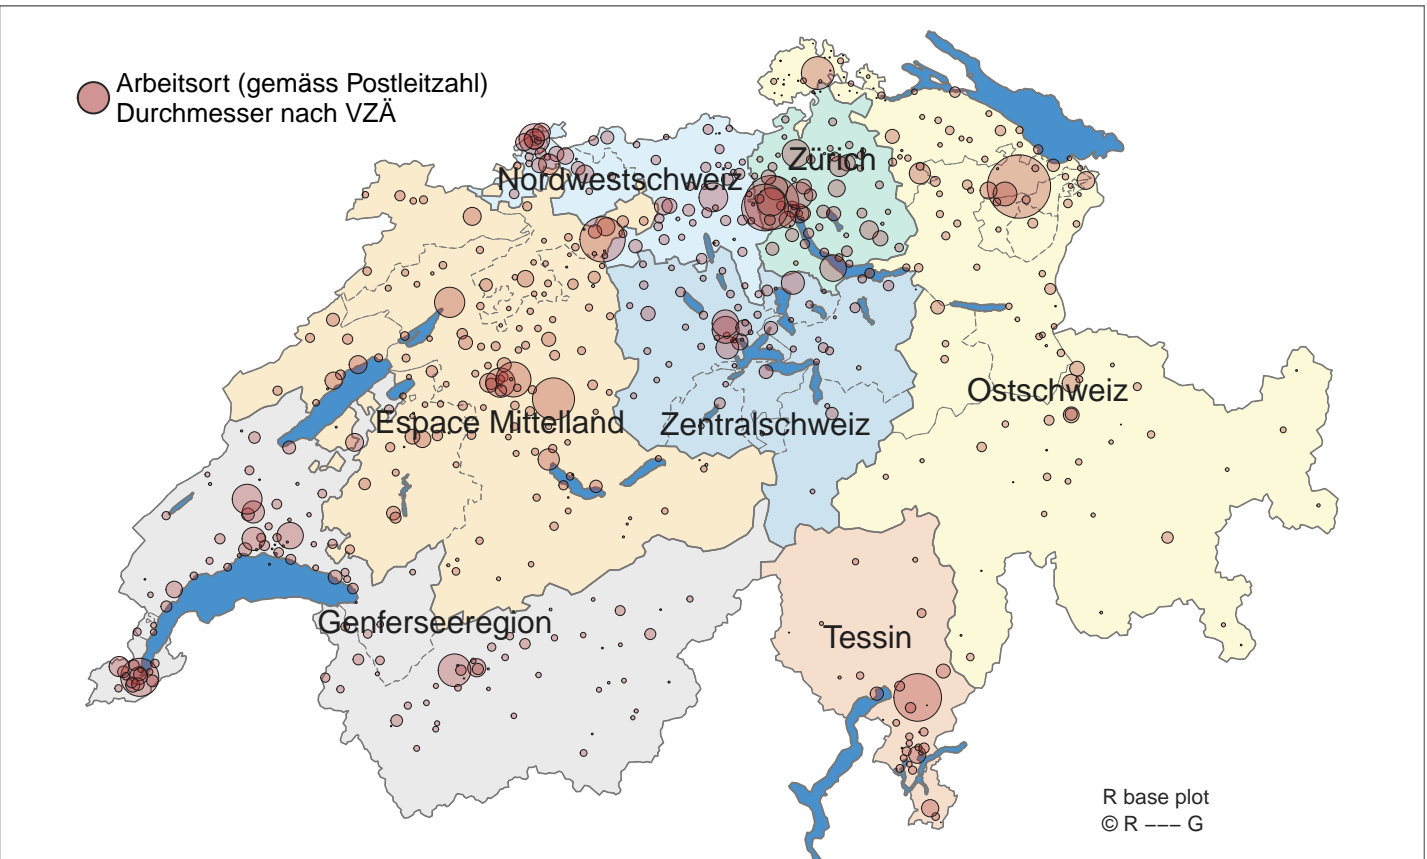 Arbeitsort (gemäss Postleitzahl)
Durchmesser nach VZÄ
Zürich
Nordwestschweiz
Ostschweiz
Espace Mittelland
Zentralschweiz
Genferseeregion
Tessin
R base plot
© R −−− G